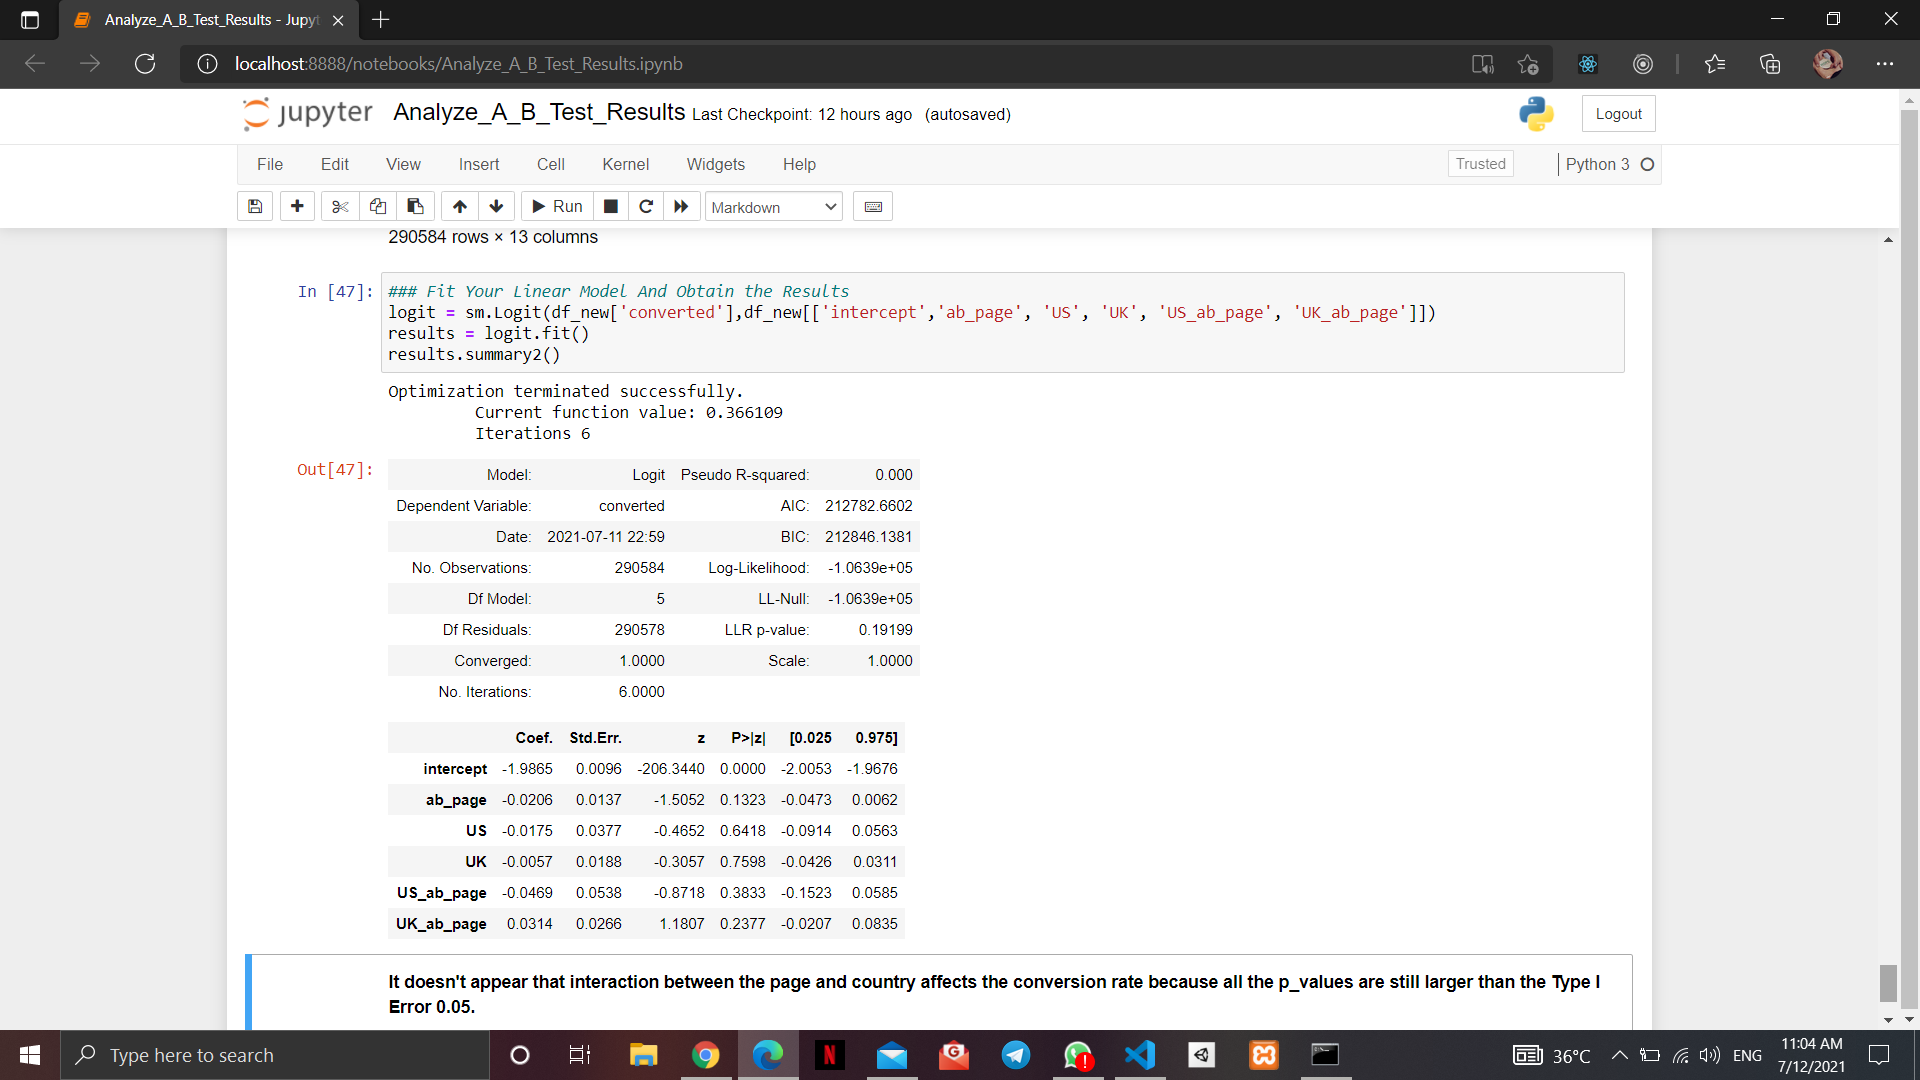 Analyze_A_B_Test_Results - Jupyt
localhost:8888/notebooks/Analyze_A_B_Test_Results.ipynb
jupyter Analyze_A_B_Test_Results Last Checkpoint: 12 hours ago (autosaved)
Logout
File Edit View Insert Cell Kernel Widgets Help
Trusted Python 3
Run Markdown
290584 rows × 13 columns
In [47]: ### Fit Your Linear Model And Obtain the Results
logit = sm.Logit(df_new['converted'],df_new[['intercept','ab_page', 'US', 'UK', 'US_ab_page', 'UK_ab_page']])
results = logit.fit()
results.summary2()
Optimization terminated successfully.
Current function value: 0.366109
Iterations 6
Out[47]:
Model: Logit Pseudo R-squared: 0.000
Dependent Variable: converted AIC: 212782.6602
Date: 2021-07-11 22:59 BIC: 212846.1381
No. Observations: 290584 Log-Likelihood: -1.0639e+05
Df Model: 5 LL-Null: -1.0639e+05
Df Residuals: 290578 LLR p-value: 0.19199
Converged: 1.0000 Scale: 1.0000
No. Iterations: 6.0000
Coef. Std.Err. z P>|z| [0.025 0.975]
intercept -1.9865 0.0096 -206.3440 0.0000 -2.0053 -1.9676
ab_page -0.0206 0.0137 -1.5052 0.1323 -0.0473 0.0062
US -0.0175 0.0377 -0.4652 0.6418 -0.0914 0.0563
UK -0.0057 0.0188 -0.3057 0.7598 -0.0426 0.0311
US_ab_page -0.0469 0.0538 -0.8718 0.3833 -0.1523 0.0585
UK_ab_page 0.0314 0.0266 1.1807 0.2377 -0.0207 0.0835
It doesn't appear that interaction between the page and country affects the conversion rate because all the p_values are still larger than the Type I
Error 0.05.
Type here to search
36°C
ENG
11:04 AM
7/12/2021